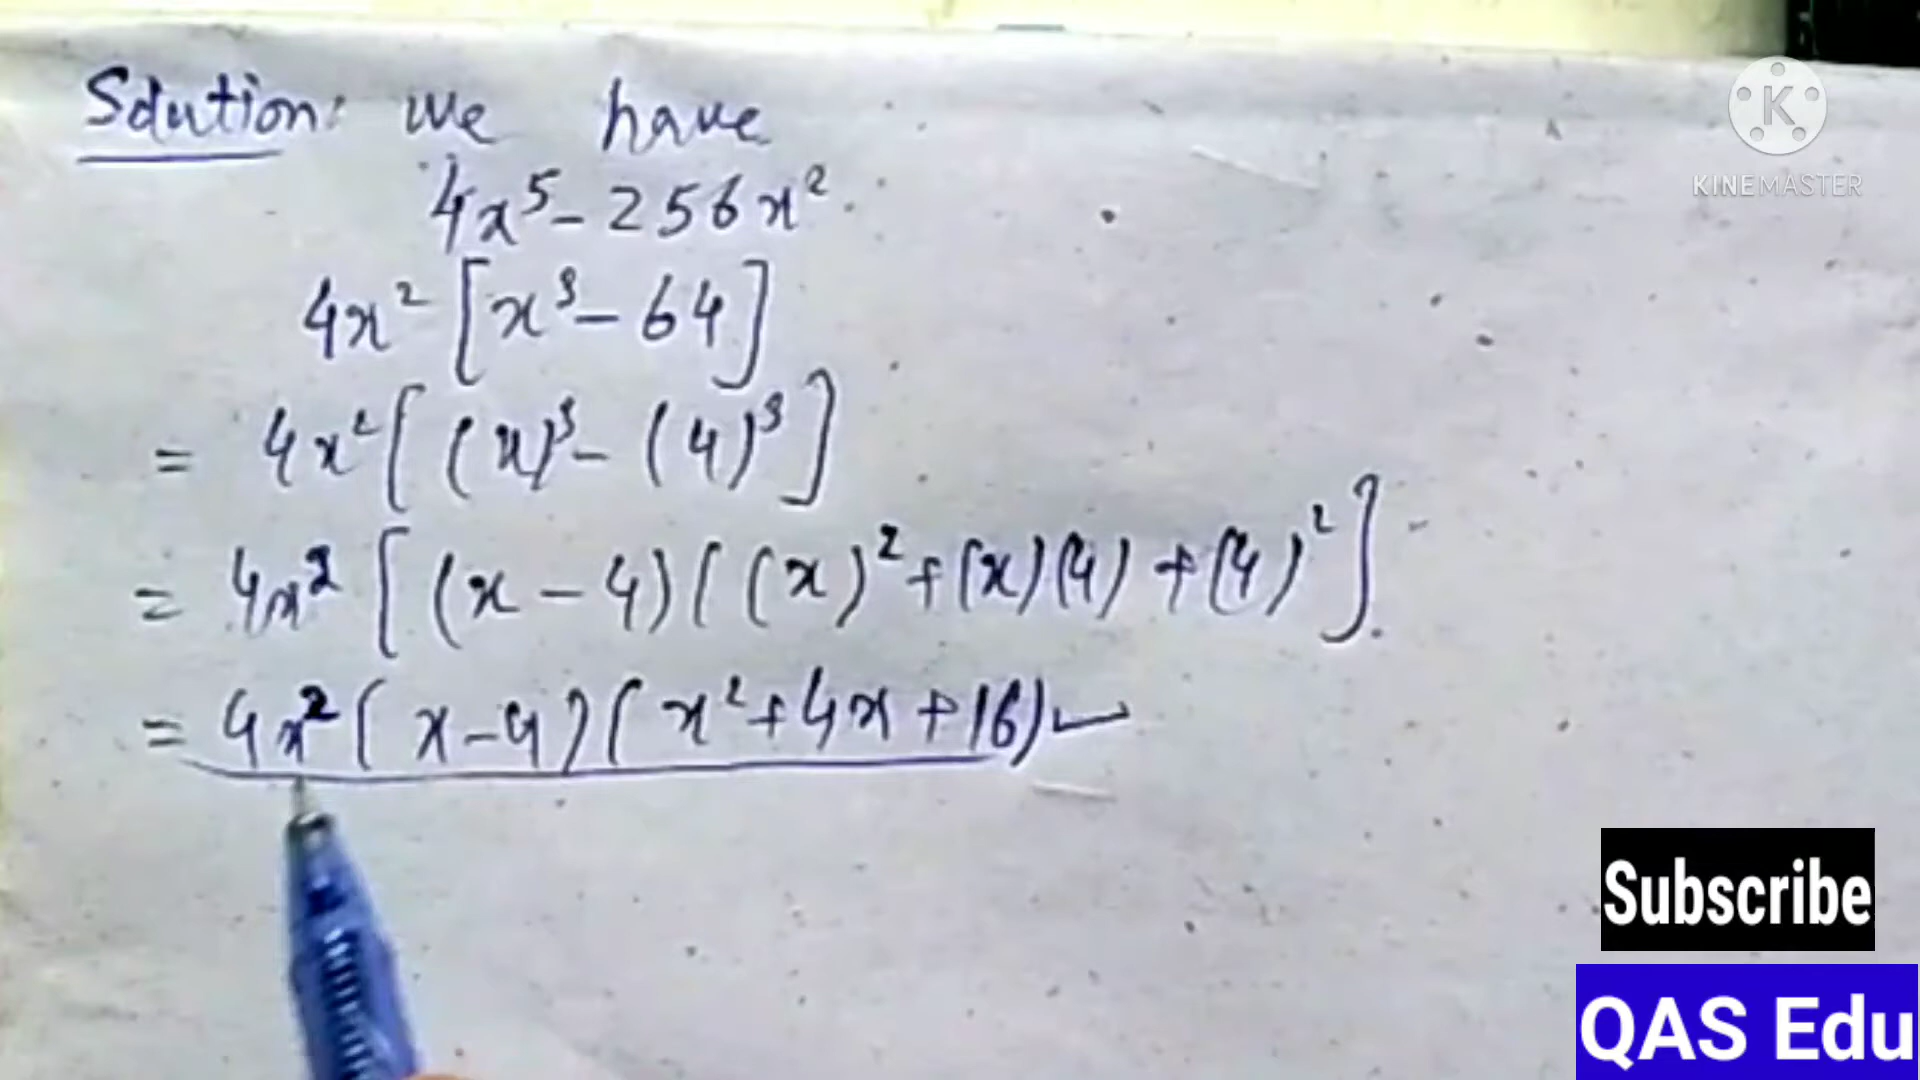 Solution: we have
4x⁵ - 256x²
4x² [x³ - 64]
= 4x² [(x)³ - (4)³]
= 4x² [(x - 4)((x)² + (x)(4) + (4)²].
= 4x² (x - 4)(x² + 4x + 16)
K
KINEMASTER
Subscribe
QAS Edu